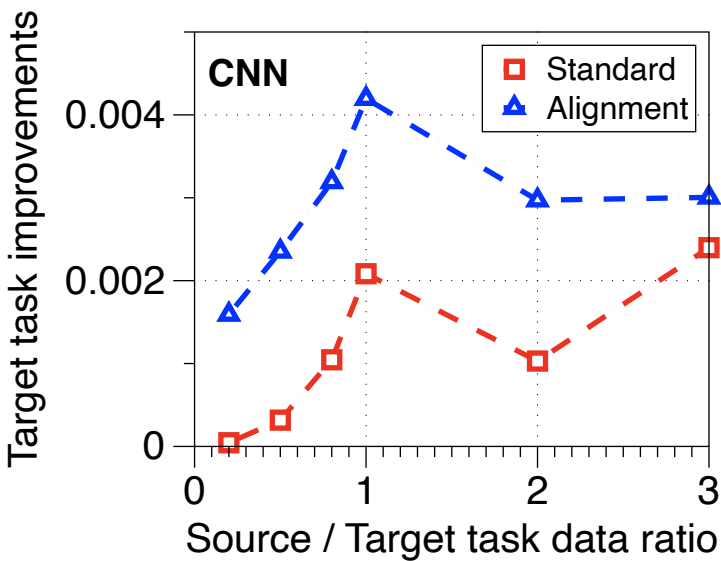 CNN
Standard
Alignment
Target task improvements
0.004
0.002
0
0 1 2 3
Source / Target task data ratio